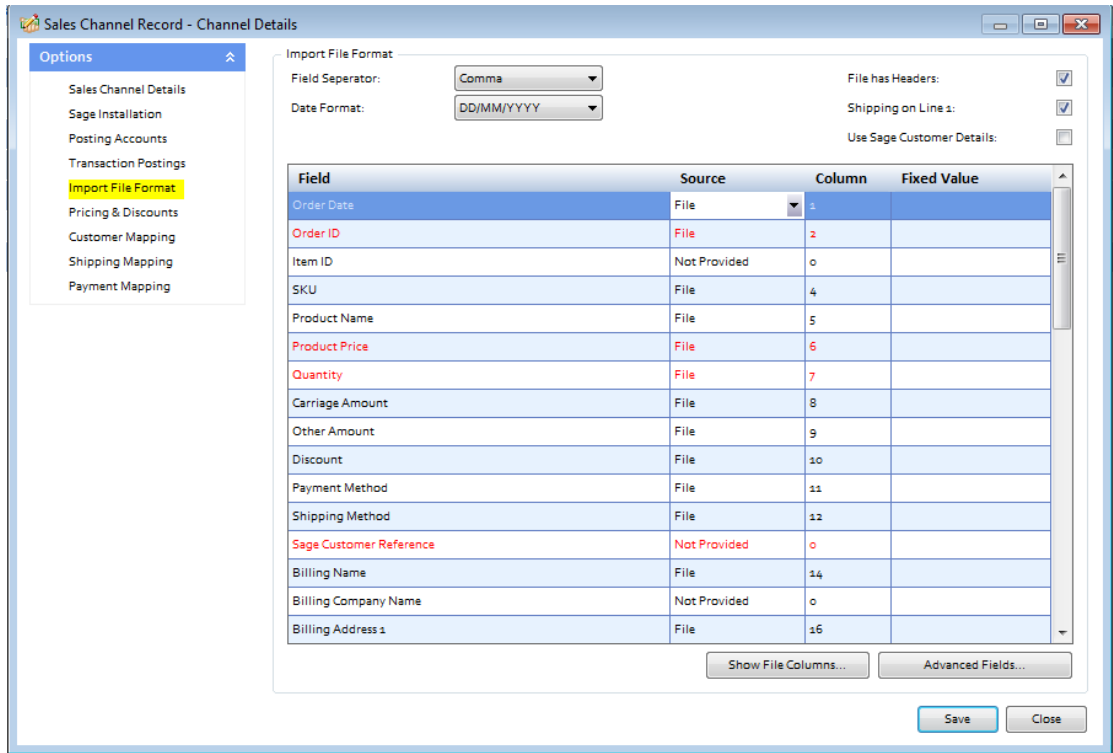 Sales Channel Record - Channel Details
Options
Sales Channel Details
Sage Installation
Posting Accounts
Transaction Postings
Import File Format
Pricing & Discounts
Customer Mapping
Shipping Mapping
Payment Mapping
Import File Format
Field Seperator: Comma File has Headers:
Date Format: DD/MM/YYYY Shipping on Line 1:
Use Sage Customer Details:
Field Source Column Fixed Value
Order Date File 1
Order ID File 2
Item ID Not Provided 0
SKU File 4
Product Name File 5
Product Price File 6
Quantity File 7
Carriage Amount File 8
Other Amount File 9
Discount File 10
Payment Method File 11
Shipping Method File 12
Sage Customer Reference Not Provided 0
Billing Name File 14
Billing Company Name Not Provided 0
Billing Address 1 File 16
Show File Columns... Advanced Fields...
Save Close